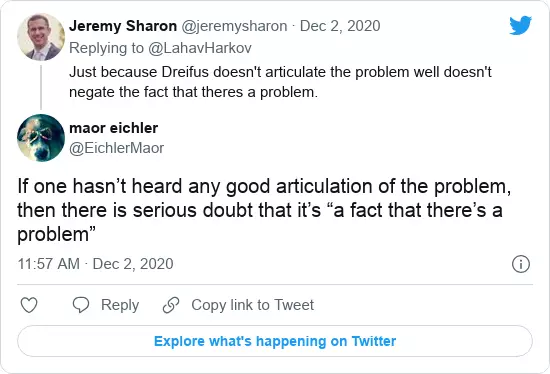 Jeremy Sharon @jeremysharon · Dec 2, 2020
Replying to @LahavHarkov
Just because Dreifus doesn't articulate the problem well doesn't
negate the fact that theres a problem.
maor eichler
@EichlerMaor
If one hasn’t heard any good articulation of the problem,
then there is serious doubt that it’s “a fact that there’s a
problem”
11:57 AM · Dec 2, 2020
Reply
Copy link to Tweet
Explore what's happening on Twitter